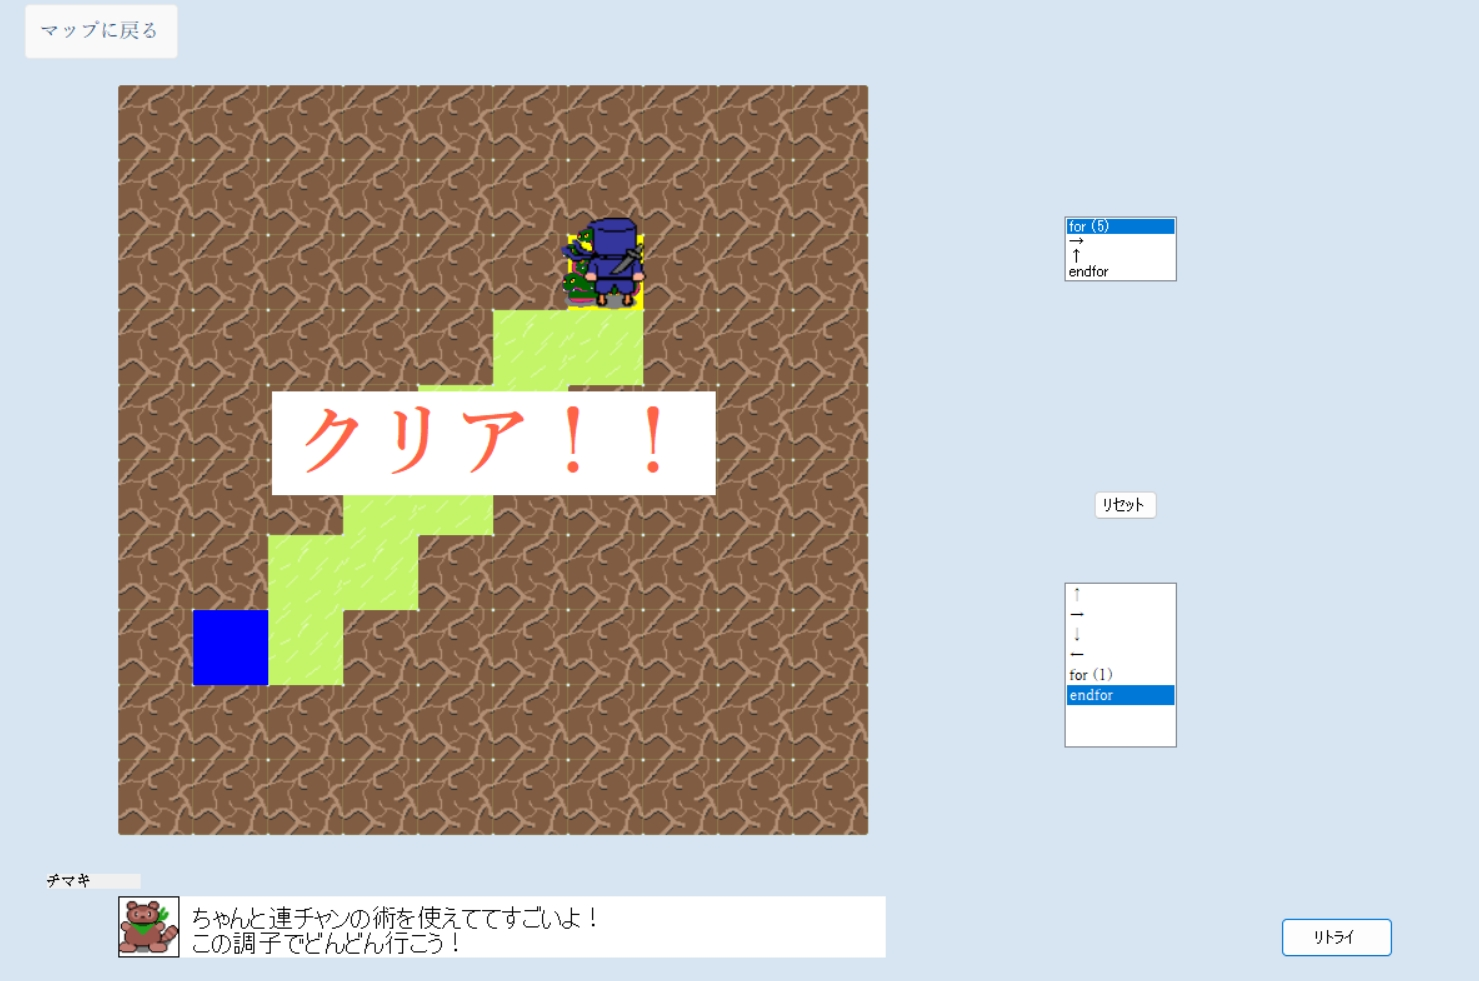 マップに戻る
for (5)
→
↑
endfor
クリア！！
リセット
↑
→
↓
←
for (1)
endfor
チマキ
ちゃんと連チャンの術を使えててすごいよ！
この調子でどんどん行こう！
リトライ